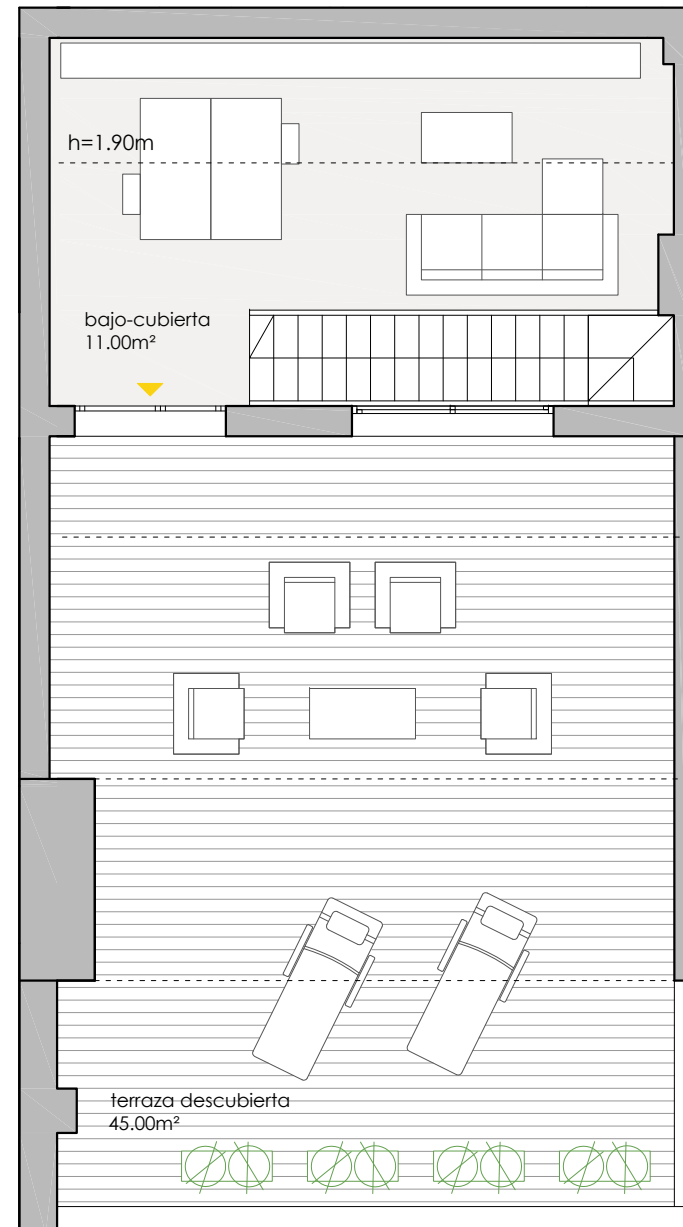 h=1.90m
bajo-cubierta
11.00m²
terraza descubierta
45.00m²